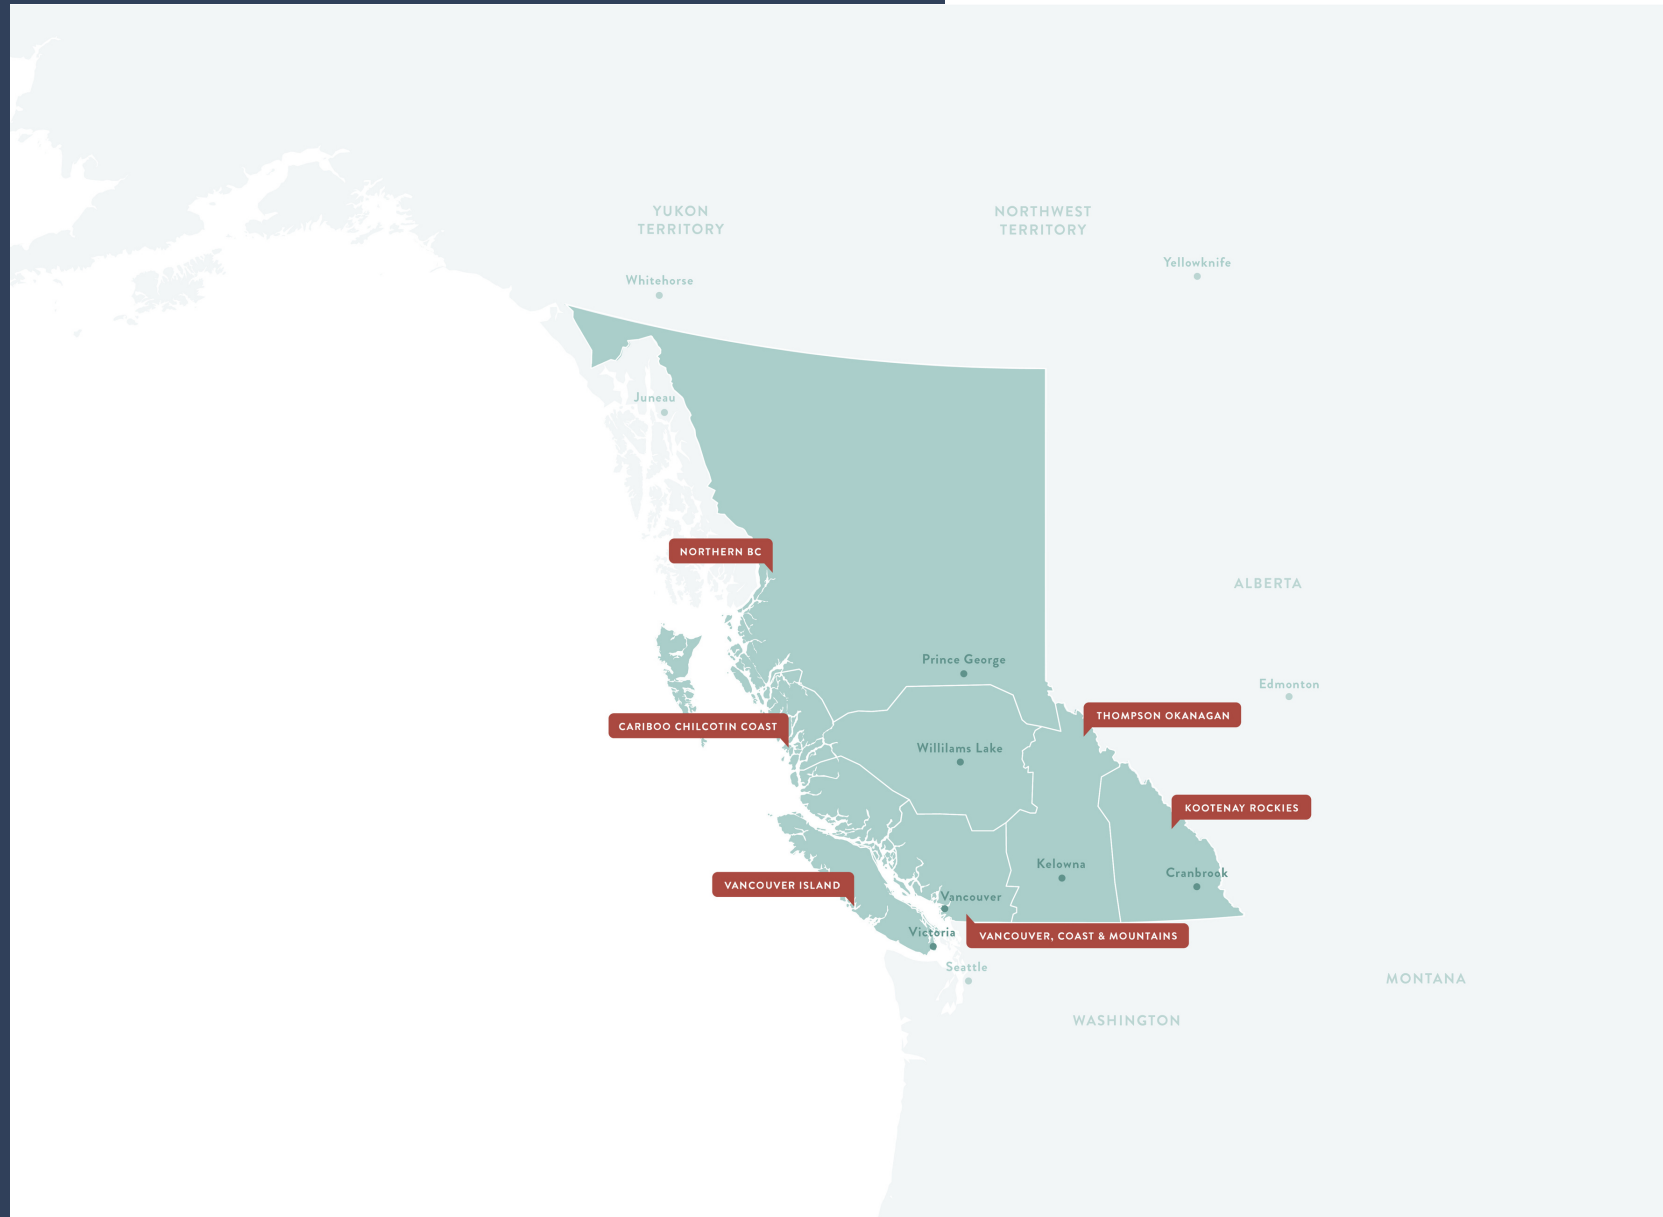 YUKON
TERRITORY
NORTHWEST
TERRITORY
Yellowknife
Whitehorse
Juneau
NORTHERN BC
ALBERTA
Prince George
Edmonton
THOMPSON OKANAGAN
CARIBOO CHILCOTIN COAST
Willilams Lake
KOOTENAY ROCKIES
Kelowna
Cranbrook
VANCOUVER ISLAND
Vancouver
Victoria
VANCOUVER, COAST & MOUNTAINS
Seattle
MONTANA
WASHINGTON